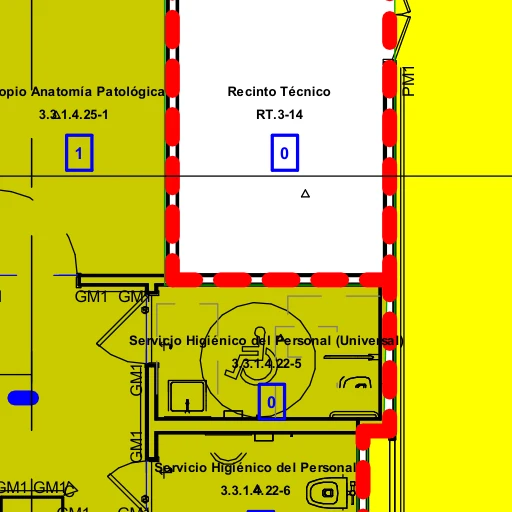 opio Anatomía Patológica
3.3.1.4.25-1
1
Recinto Técnico
RT.3-14
0
PM1
GM1 GM1
Servicio Higiénico del Personal (Universal)
3.3.1.4.22-5
0
GM1
GM1
Servicio Higiénico del Personal
3.3.1.4.22-6
GM1 GM1